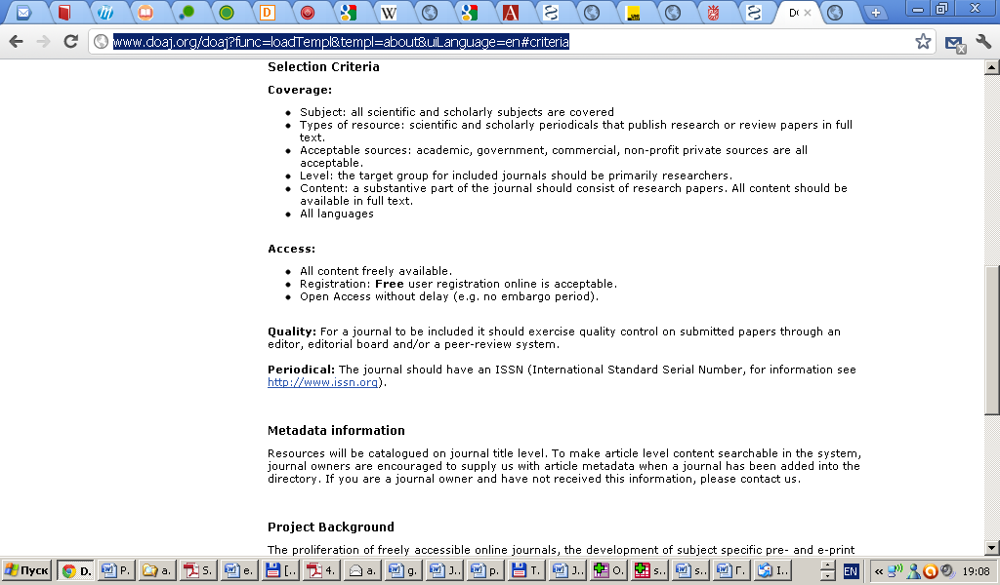 D
W
A
DO
www.doaj.org/doaj?func=loadTempl&templ=about&uiLanguage=en#criteria
Selection Criteria
Coverage:
Subject: all scientific and scholarly subjects are covered
Types of resource: scientific and scholarly periodicals that publish research or review papers in full
text.
Acceptable sources: academic, government, commercial, non-profit private sources are all
acceptable.
Level: the target group for included journals should be primarily researchers.
Content: a substantive part of the journal should consist of research papers. All content should be
available in full text.
All languages
Access:
All content freely available.
Registration: Free user registration online is acceptable.
Open Access without delay (e.g. no embargo period).
Quality: For a journal to be included it should exercise quality control on submitted papers through an
editor, editorial board and/or a peer-review system.
Periodical: The journal should have an ISSN (International Standard Serial Number, for information see
http://www.issn.org).
Metadata information
Resources will be catalogued on journal title level. To make article level content searchable in the system,
journal owners are encouraged to supply us with article metadata when a journal has been added into the
directory. If you are a journal owner and have not received this information, please contact us.
Project Background
The proliferation of freely accessible online journals, the development of subject specific pre- and e-print
Пуск D. P. a. S. e. [.. 4. a. g. J.. J.. p. T. J.. O. s.. s.. Г. I.. EN « 19:08